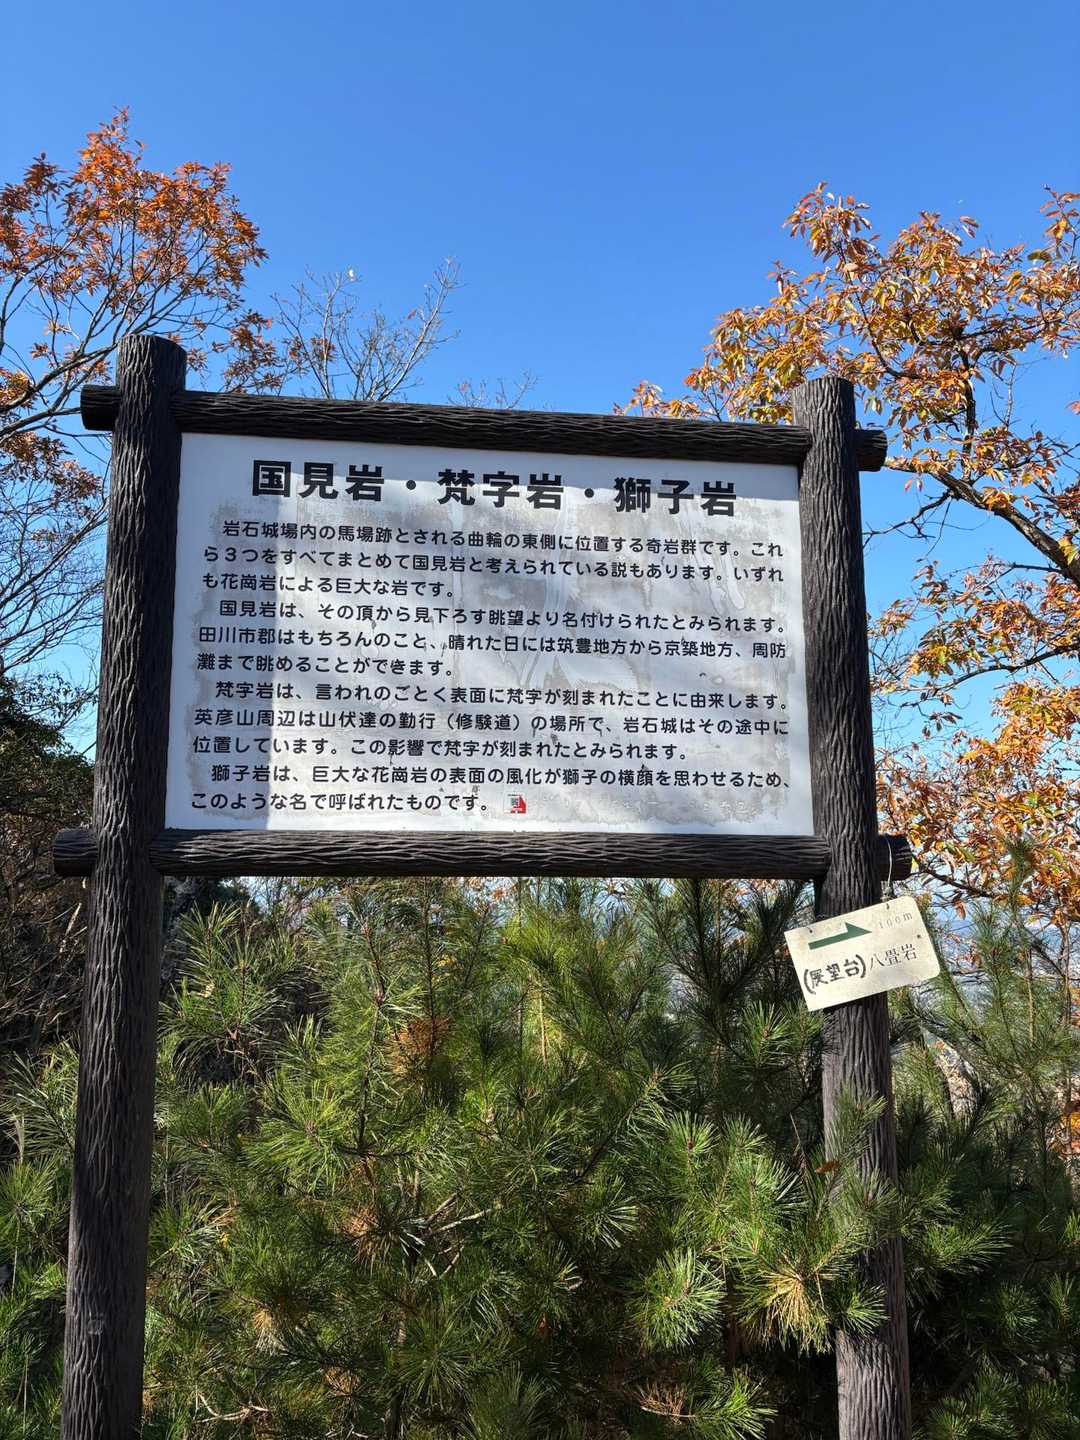 国見岩・梵字岩・獅子岩
岩石城場内の馬場跡とされる曲輪の東側に位置する奇岩群です。これ
ら３つをすべてまとめて国見岩と考えられている説もあります。いずれ
も花崗岩による巨大な岩です。
国見岩は、その頂から見下ろす眺望より名付けられたとみられます。
田川市郡はもちろんのこと、晴れた日には筑豊地方から京築地方、周防
灘まで眺めることができます。
梵字岩は、言われのごとく表面に梵字が刻まれたことに由来します。
英彦山周辺は山伏達の勤行（修験道）の場所で、岩石城はその途中に
位置しています。この影響で梵字が刻まれたとみられます。
獅子岩は、巨大な花崗岩の表面の風化が獅子の横顔を思わせるため、
このような名で呼ばれたものです。
100m
(展望台)八畳岩